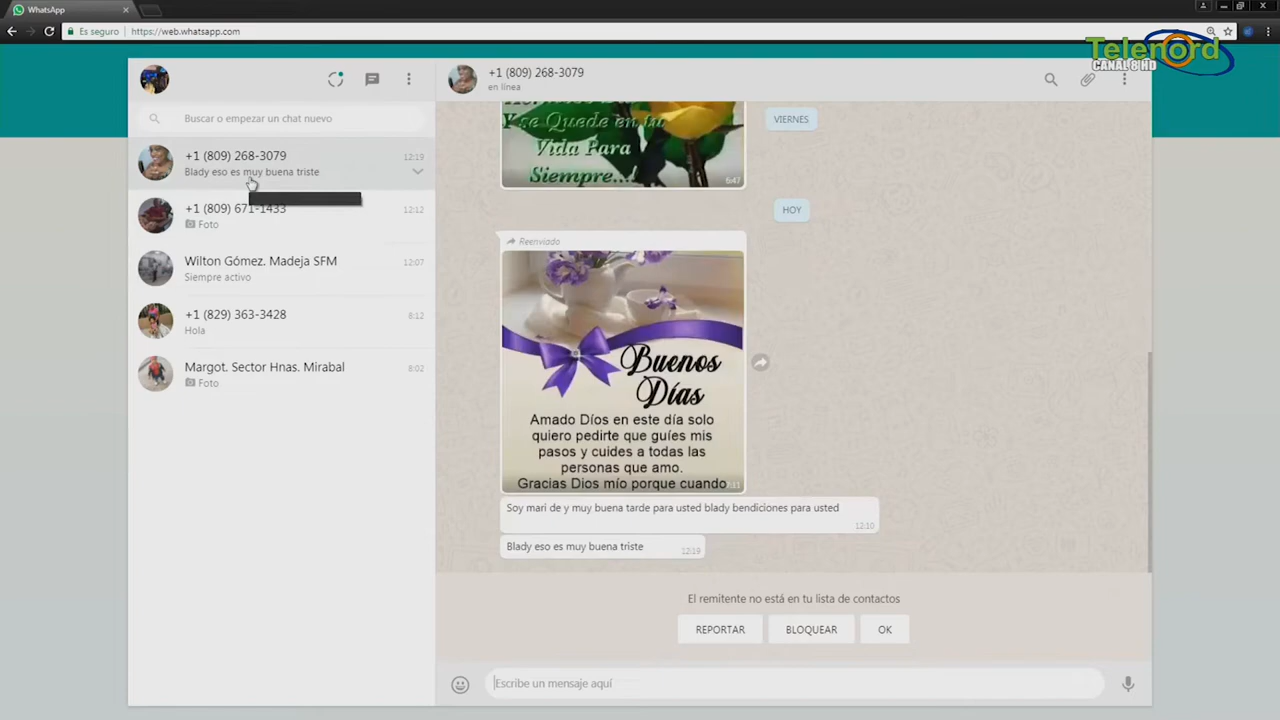 WhatsApp
Es seguro
https://web.whatsapp.com
Telenord
CANAL 8 HD
+1 (809) 268-3079
en línea
Buscar o empezar un chat nuevo
+1 (809) 268-3079
12:19
Blady eso es muy buena triste
+1 (809) 671-1433
12:12
Foto
Wilton Gómez. Madeja SFM
12:07
Siempre activo
+1 (829) 363-3428
8:12
Hola
Margot. Sector Hnas. Mirabal
8:02
Foto
VIERNES
Y se Quede en tu
Vida Para
Siempre...!
6:47
HOY
Reenviado
Buenos
Días
Amado Díos en este día solo
quiero pedirte que guíes mis
pasos y cuides a todas las
personas que amo.
Gracias Dios mío porque cuando
Soy mari de y muy buena tarde para usted blady bendiciones para usted
12:10
Blady eso es muy buena triste
12:19
El remitente no está en tu lista de contactos
REPORTAR
BLOQUEAR
OK
Escribe un mensaje aquí